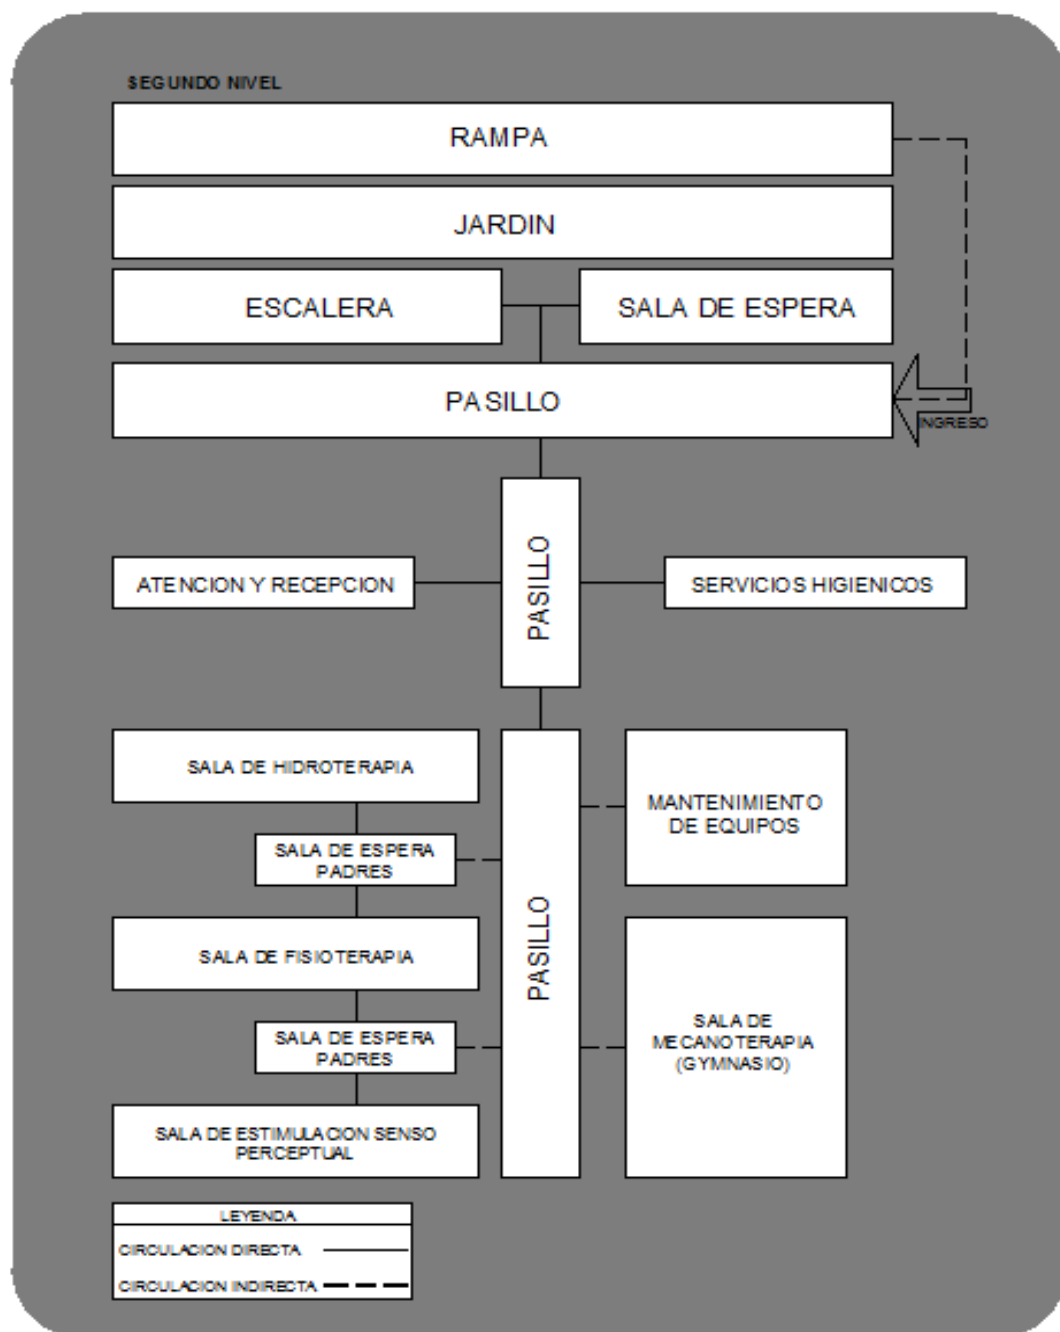 SEGUNDO NIVEL
RAMPA
JARDIN
ESCALERA
SALA DE ESPERA
PASILLO
INGRESO
PASILLO
ATENCION Y RECEPCION
SERVICIOS HIGIENICOS
SALA DE HIDROTERAPIA
SALA DE ESPERA
PADRES
SALA DE FISIOTERAPIA
SALA DE ESPERA
PADRES
SALA DE ESTIMULACION SENSO
PERCEPTUAL
PASILLO
MANTENIMIENTO
DE EQUIPOS
SALA DE
MECANOTERAPIA
(GYMNASIO)
LEYENDA
CIRCULACION DIRECTA
CIRCULACION INDIRECTA